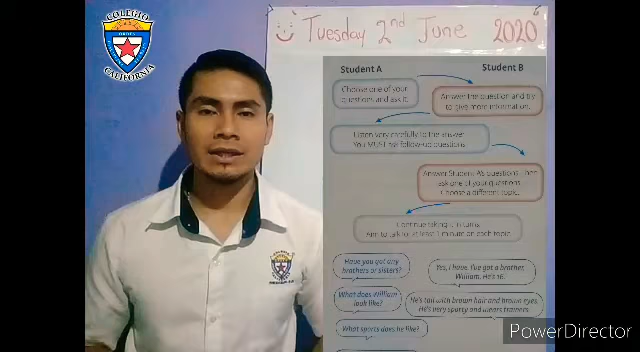 COLEGIO
CALIFORNIA
Tuesday 2nd June 2020
Student A
Student B
Choose one of your
questions and ask it.
Answer the question and try
to give more information.
Listen very carefully to the answer.
You MUST ask follow-up questions.
Answer Student A's questions. Then
ask one of your questions.
Choose a different topic.
Continue taking it in turns.
Aim to talk for at least 1 minute on each topic.
Have you got any
brothers or sisters?
Yes, I have. I've got a brother,
William. He's 16.
What does William
look like?
He's tall with brown hair and brown eyes.
He's very sporty and wears trainers.
What sports does he like?
PowerDirector